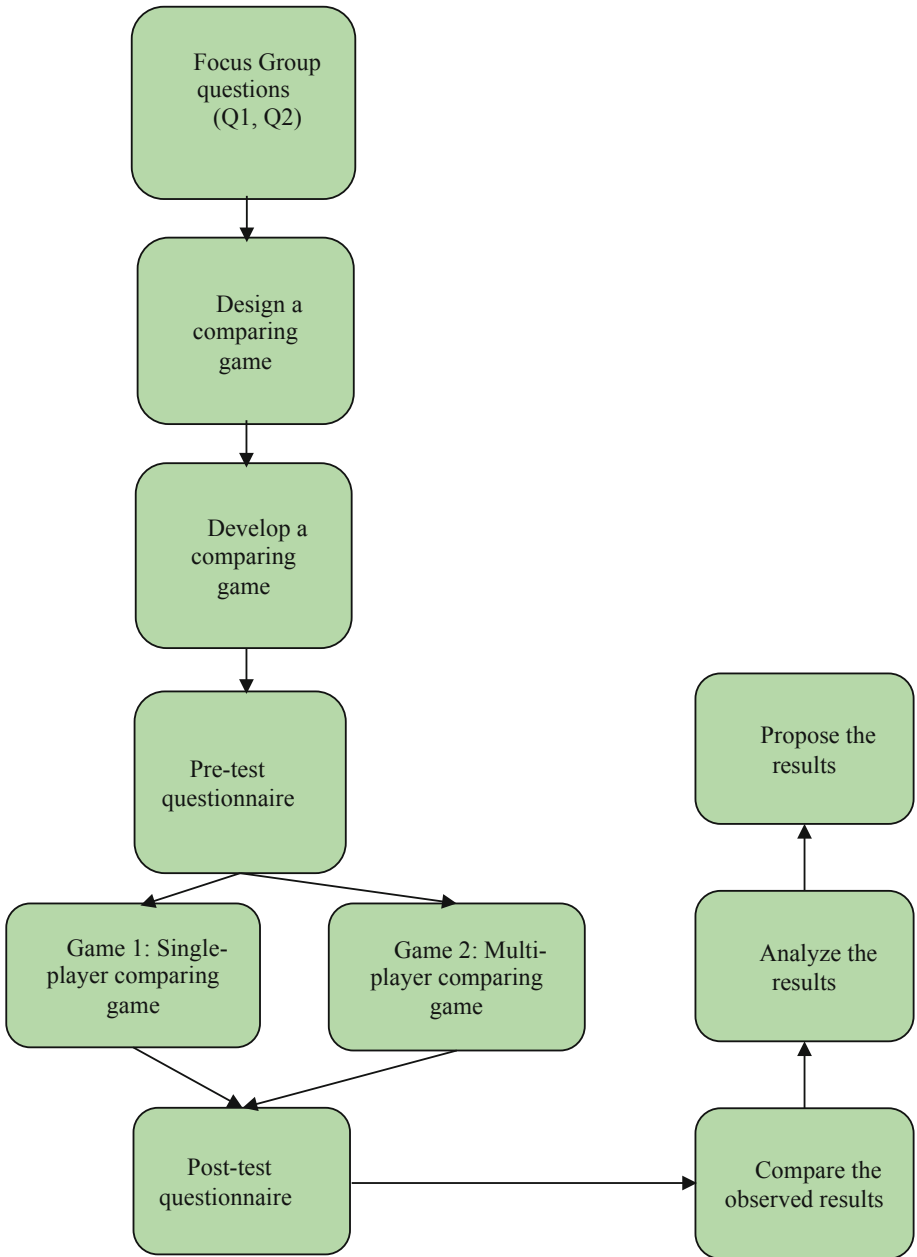 Focus Group
questions
(Q1, Q2)
Design a
comparing
game
Develop a
comparing
game
Pre-test
questionnaire
Game 1: Single-
player comparing
game
Game 2: Multi-
player comparing
game
Post-test
questionnaire
Compare the
observed results
Analyze the
results
Propose the
results